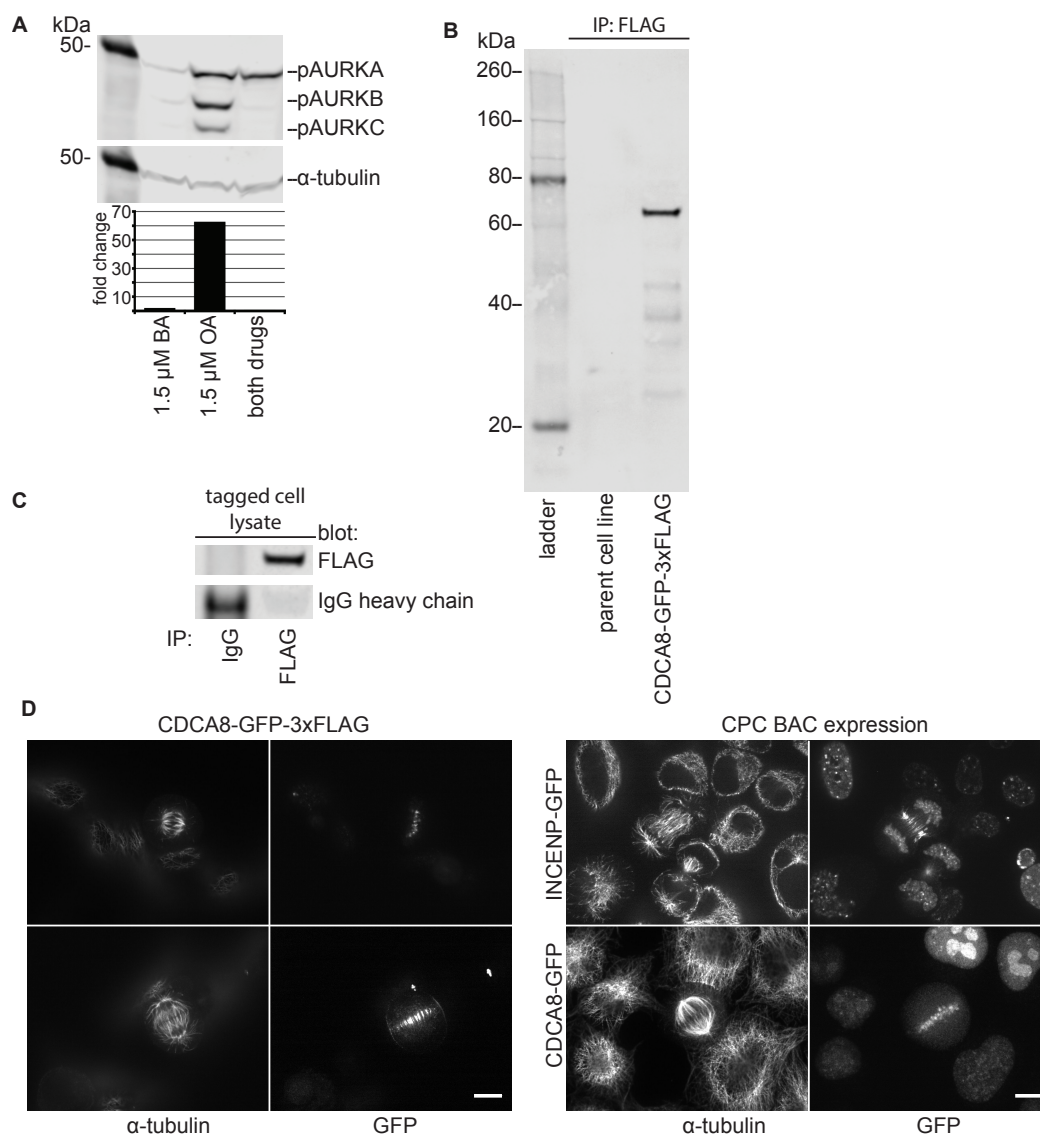 A
kDa
50-
-pAURKA
-pAURKB
-pAURKC
50-
-α-tubulin
fold change
70
50
30
10
1.5 µM BA
1.5 µM OA
both drugs
B
IP: FLAG
kDa
260-
160-
80-
60-
40-
20-
ladder
parent cell line
CDCA8-GFP-3xFLAG
C
tagged cell
lysate
blot:
FLAG
IgG heavy chain
IP:
IgG
FLAG
D
CDCA8-GFP-3xFLAG
CPC BAC expression
INCENP-GFP
CDCA8-GFP
α-tubulin
GFP
α-tubulin
GFP